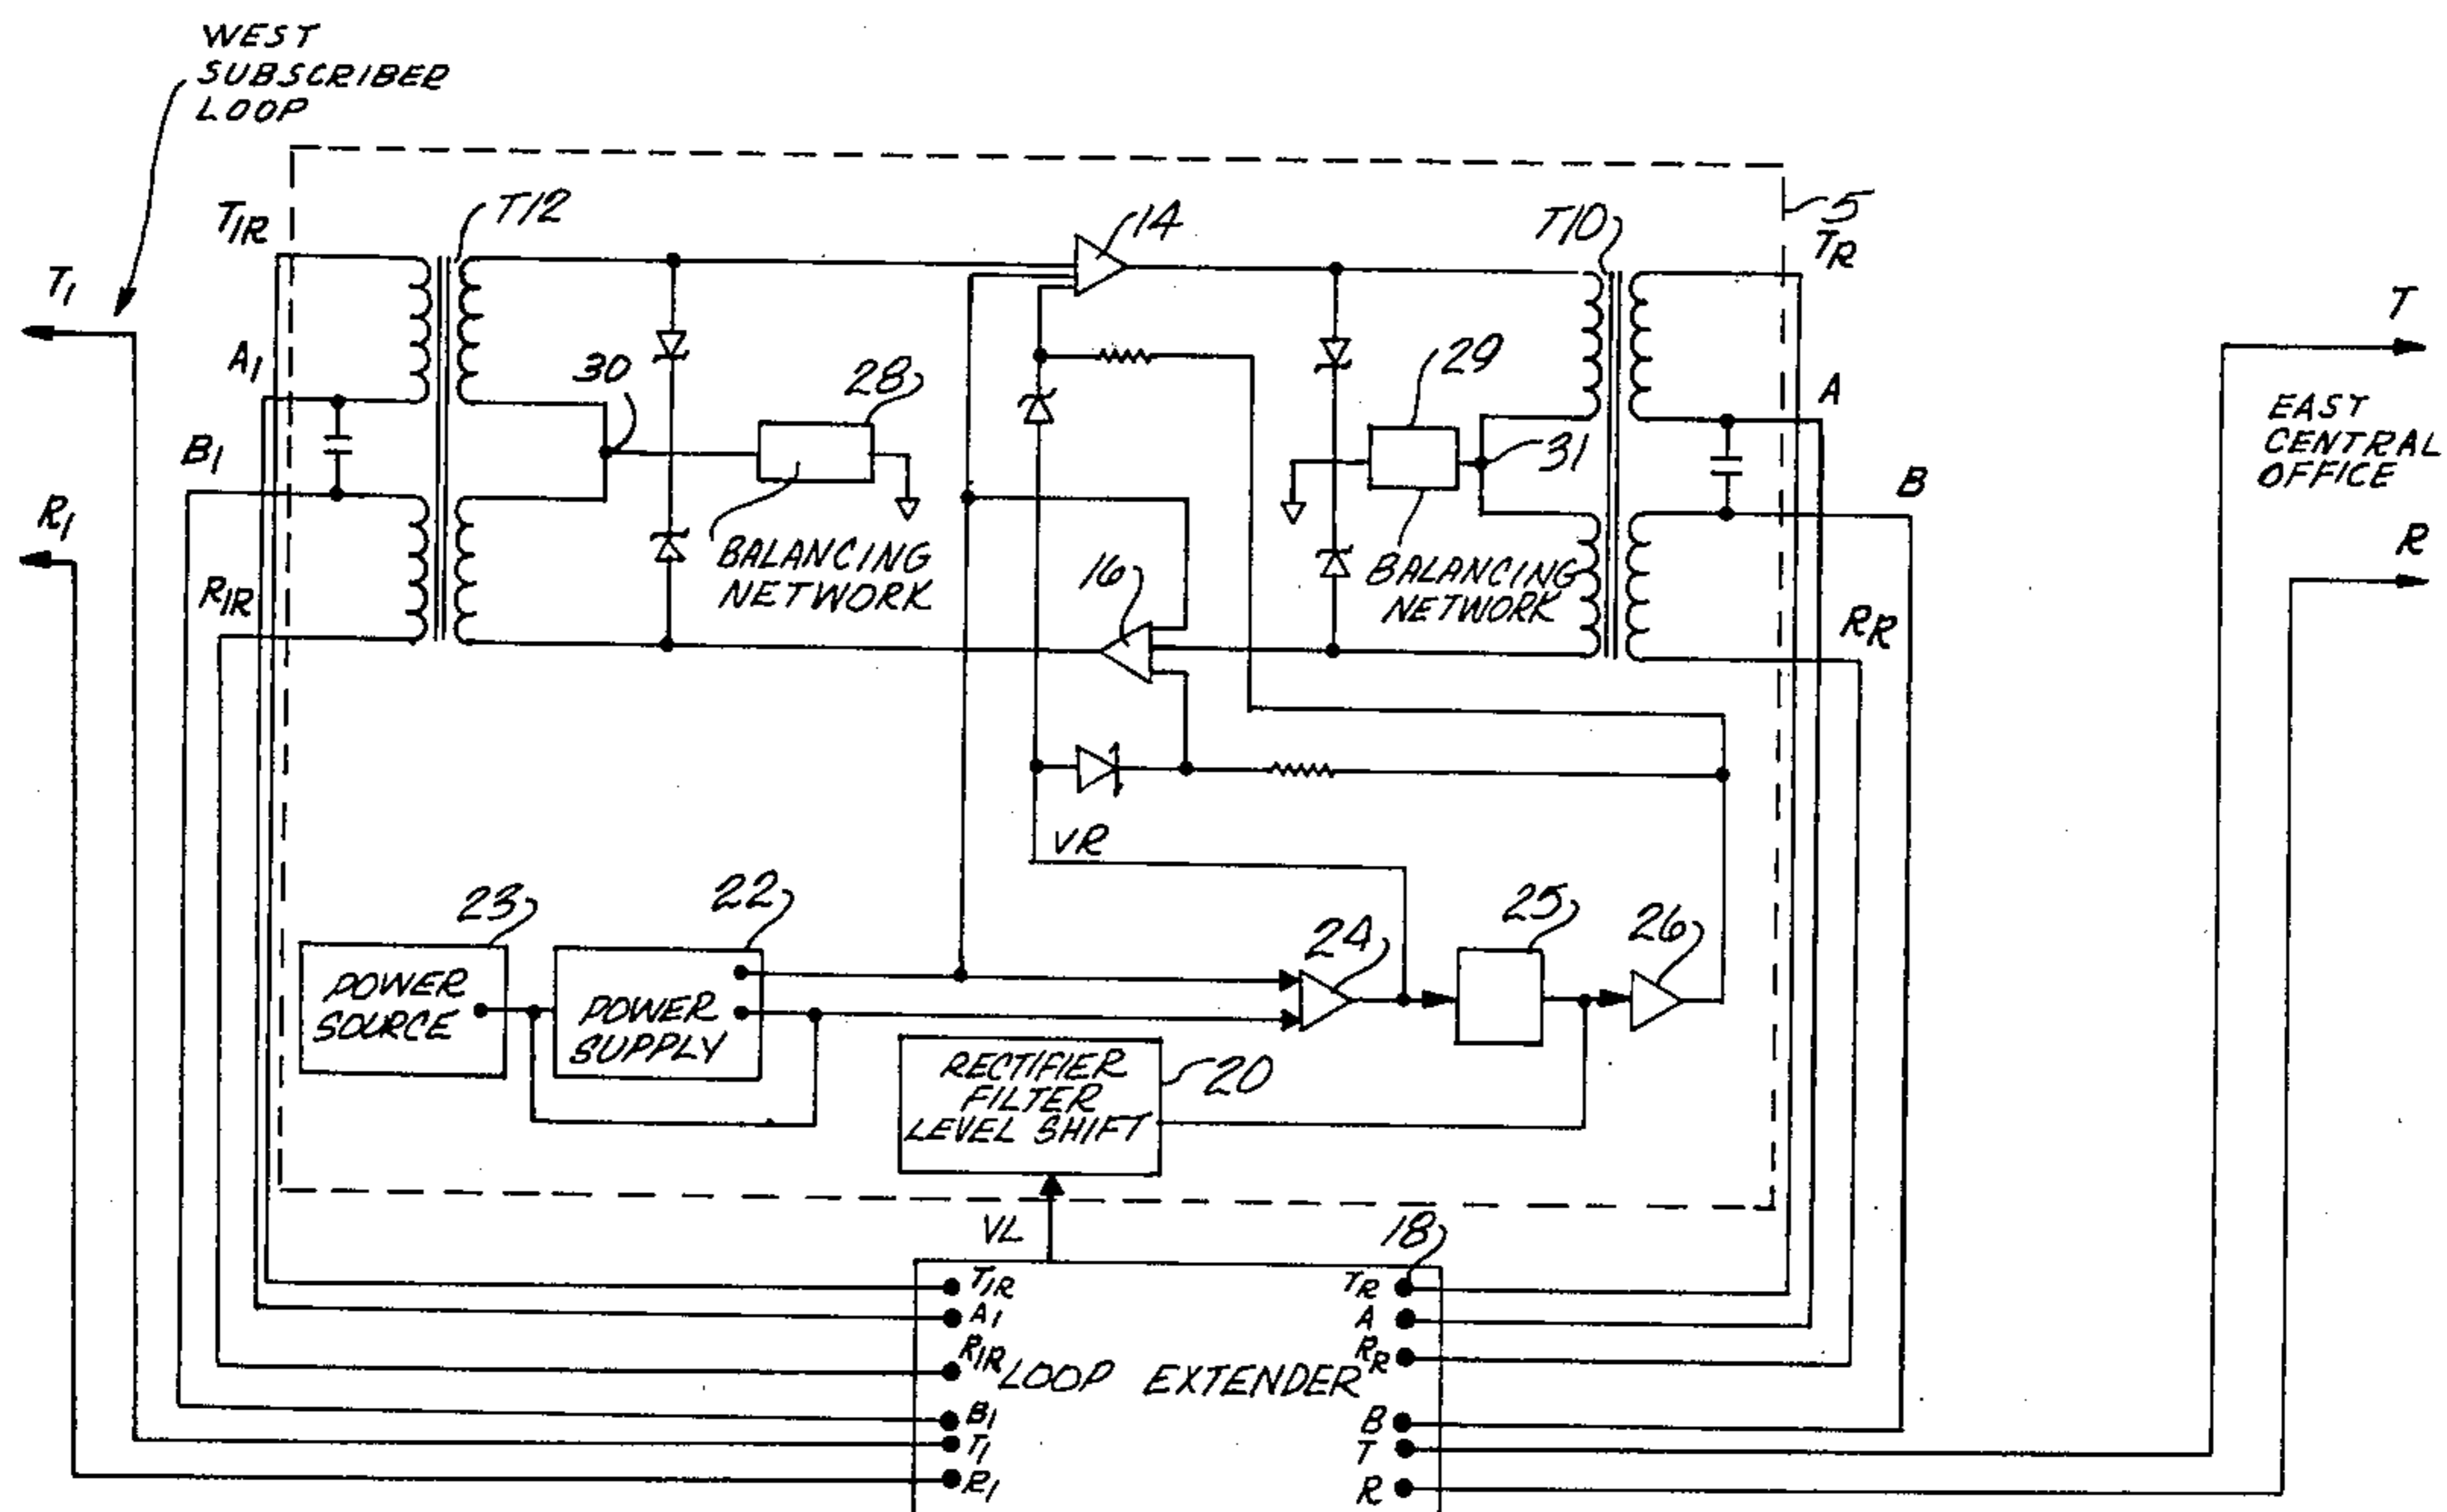 WEST
SUBSCRIBER
LOOP
T1R
T12
14
T10
5
TR
T1
T
A1
30
28
29
A
EAST
CENTRAL
OFFICE
B1
31
B
R1
R
BALANCING
NETWORK
16
BALANCING
NETWORK
R1R
RR
VR
23
22
24
25
26
POWER
SOURCE
POWER
SUPPLY
RECTIFIER
FILTER
LEVEL SHIFT
20
VL
18
T1R
TR
A1
A
R1R
RR
LOOP EXTENDER
B1
B
T1
T
R1
R